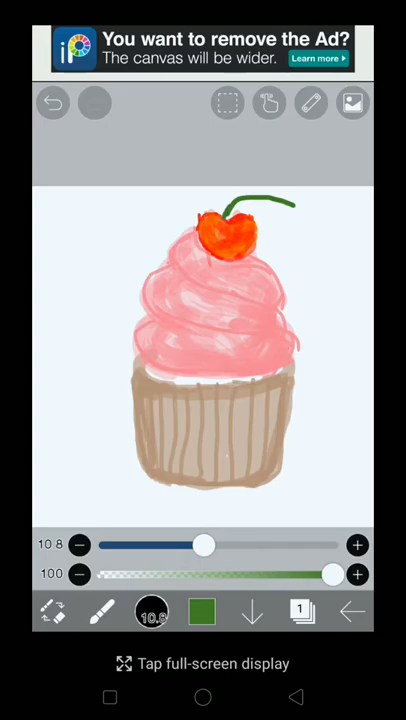 iP
You want to remove the Ad?
The canvas will be wider.
Learn more
10.8
100
10.8
1
Tap full-screen display